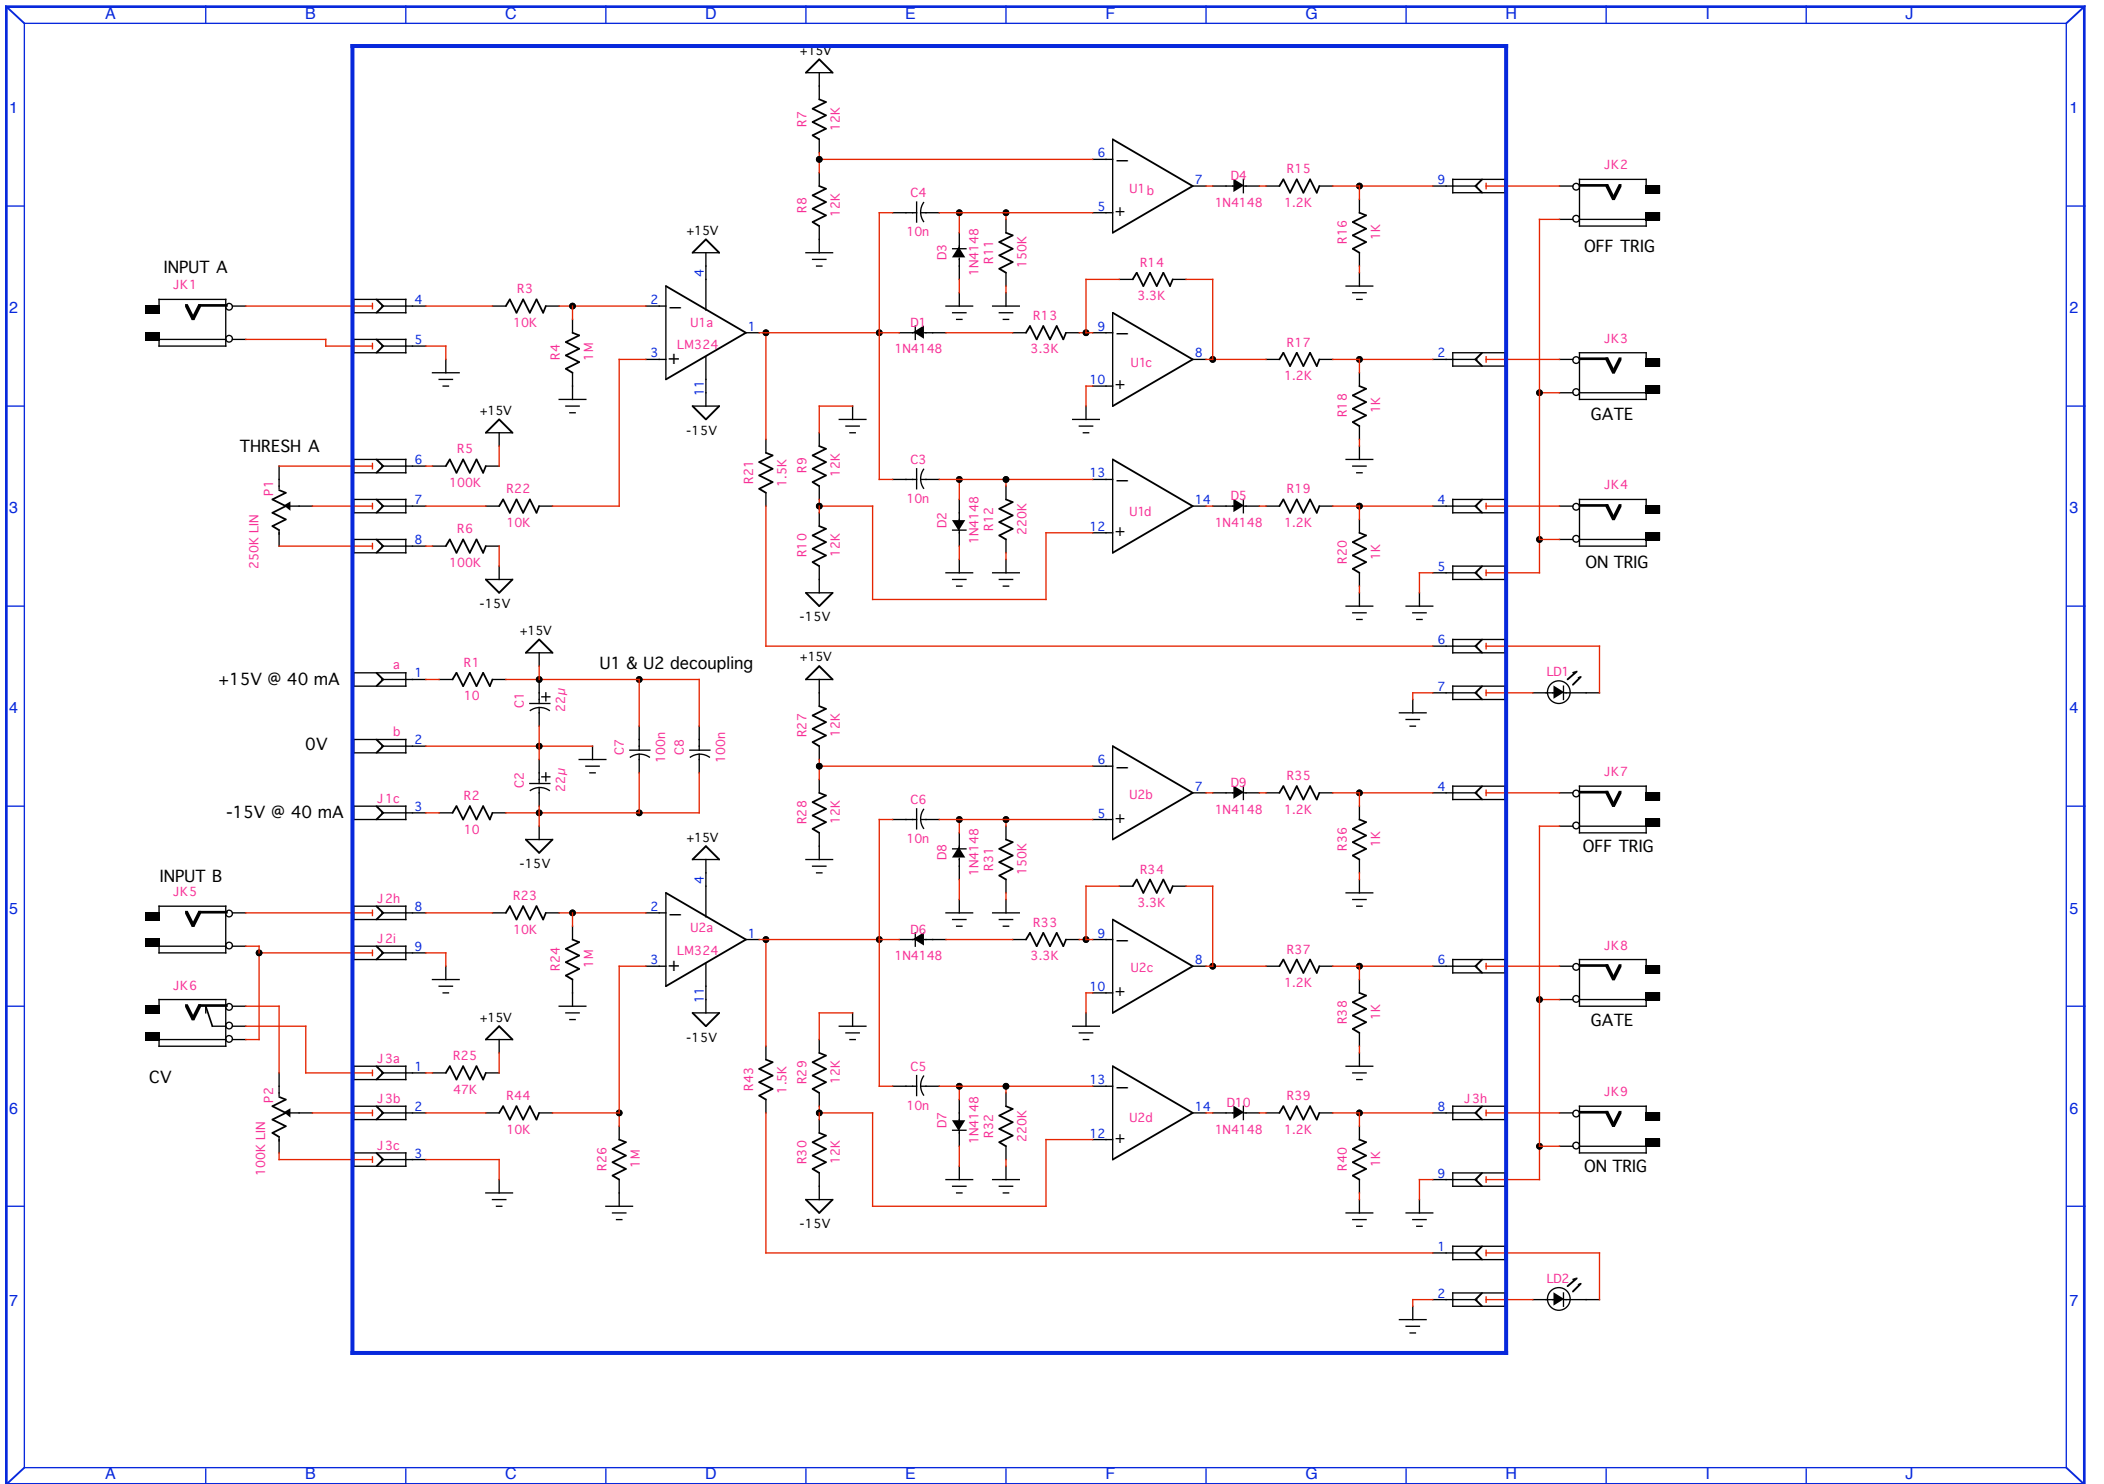 A B C D E F G H I J
1 1
2 2
3 3
4 4
5 5
6 6
7 7
+15V
R7
12K
R8
12K
6
5
U1b
7
D4
1N4148
R15
1.2K
R16
1K
9
JK2
OFF TRIG
C4
10n
D3
1N4148
R11
150K
INPUT A
JK1
4
5
R3
10K
R4
1M
+15V
4
2
3
U1a
LM324
1
11
-15V
D1
1N4148
R13
3.3K
R14
3.3K
9
10
U1c
8
R17
1.2K
R18
1K
2
JK3
GATE
THRESH A
P1
250K LIN
6
7
8
R5
100K
+15V
R22
10K
R6
100K
-15V
R21
1.5K
R9
12K
R10
12K
-15V
C3
10n
D2
1N4148
R12
220K
13
12
U1d
14
D5
1N4148
R19
1.2K
R20
1K
4
5
JK4
ON TRIG
6
7
LD1
+15V @ 40 mA
a
1
R1
10
+15V
U1 & U2 decoupling
C1
22µ
0V
b
2
C2
22µ
C7
100n
C8
100n
-15V @ 40 mA
J1c
3
R2
10
-15V
+15V
R27
12K
R28
12K
6
5
U2b
7
D9
1N4148
R35
1.2K
R36
1K
4
JK7
OFF TRIG
C6
10n
D8
1N4148
R31
150K
INPUT B
JK5
J2h
8
J2i
9
R23
10K
R24
1M
+15V
4
2
3
U2a
LM324
1
11
-15V
D6
1N4148
R33
3.3K
R34
3.3K
9
10
U2c
8
R37
1.2K
R38
1K
6
JK8
GATE
JK6
CV
P2
100K LIN
J3a
1
J3b
2
J3c
3
R25
47K
+15V
R44
10K
R26
1M
R43
1.5K
R29
12K
R30
12K
-15V
C5
10n
D7
1N4148
R32
220K
13
12
U2d
14
D10
1N4148
R39
1.2K
R40
1K
J3h
8
9
JK9
ON TRIG
1
2
LD2
A B C D E F G H I J